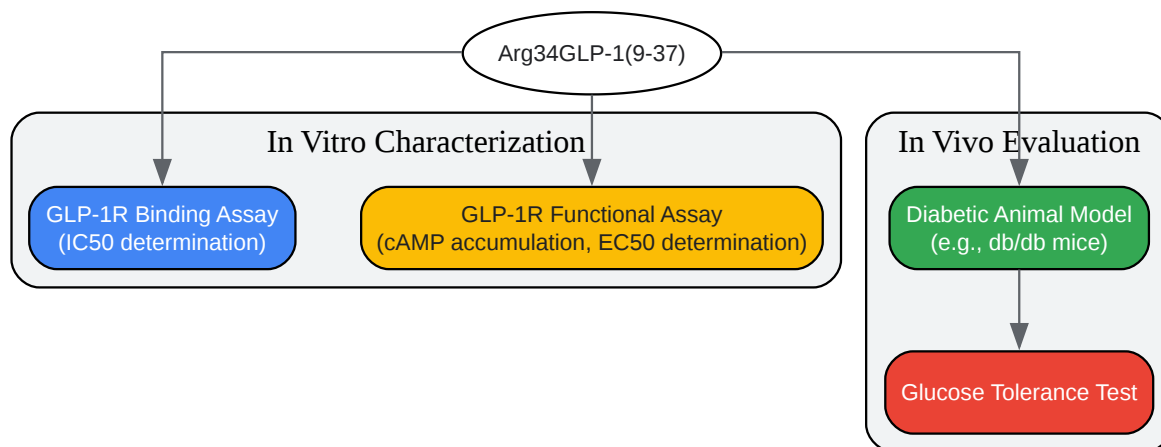 Arg34GLP-1(9-37)
In Vitro Characterization
In Vivo Evaluation
GLP-1R Binding Assay
(IC50 determination)
GLP-1R Functional Assay
(cAMP accumulation, EC50 determination)
Diabetic Animal Model
(e.g., db/db mice)
Glucose Tolerance Test